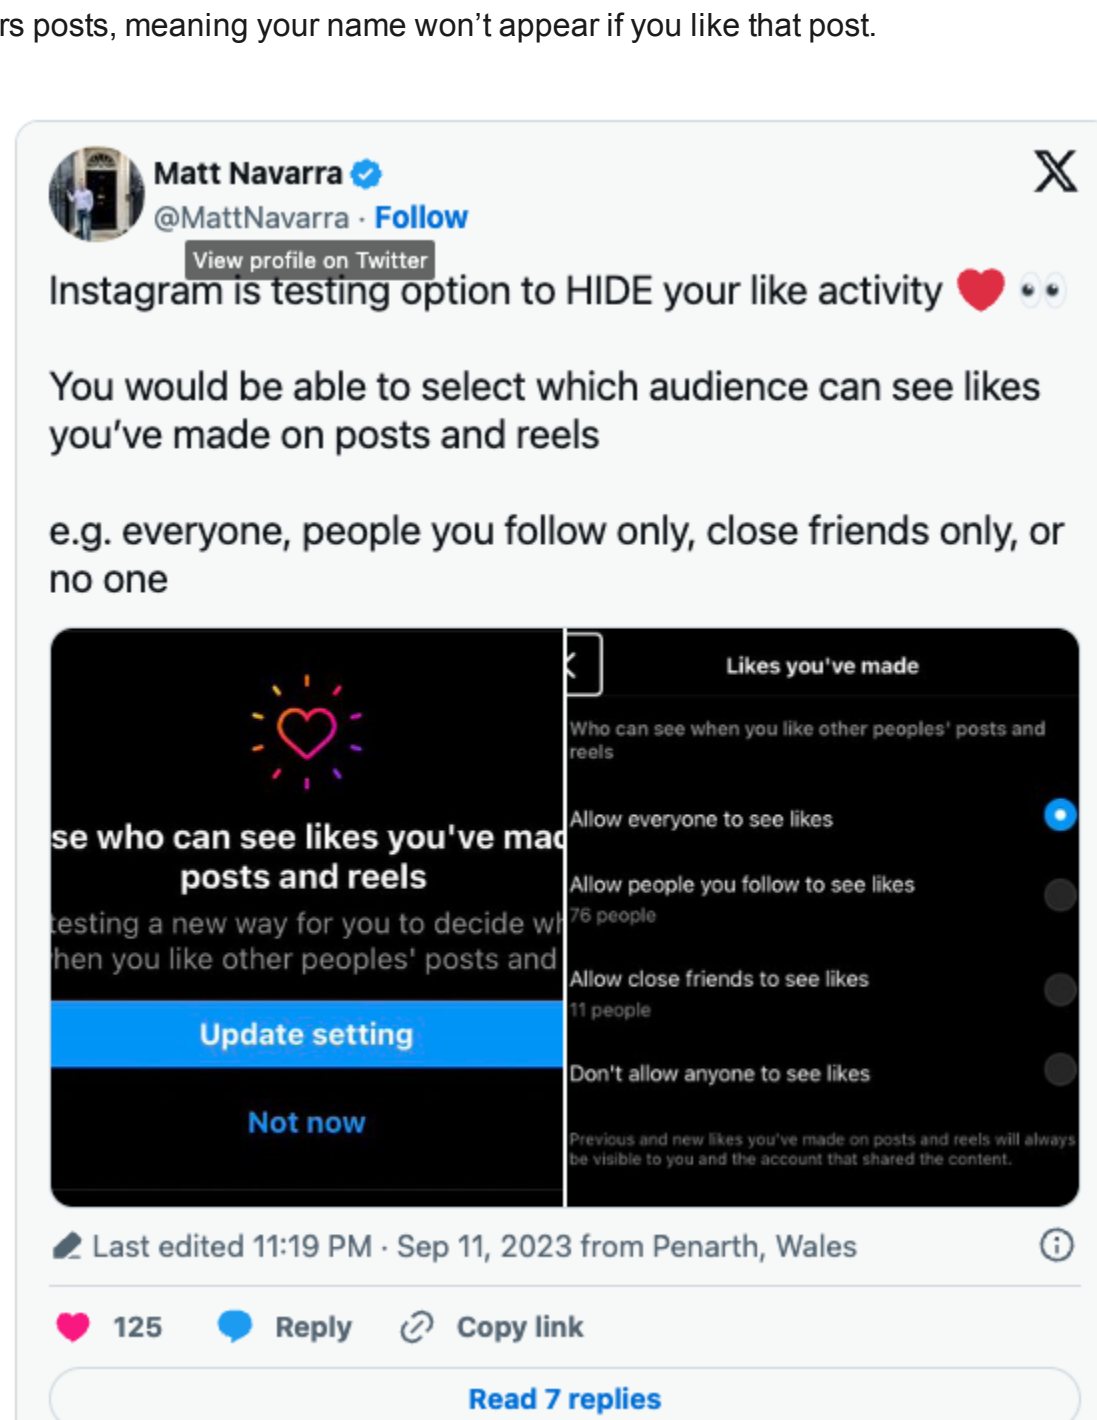 rs posts, meaning your name won’t appear if you like that post.
Matt Navarra
@MattNavarra · Follow
View profile on Twitter
Instagram is testing option to HIDE your like activity ❤️ 👀
You would be able to select which audience can see likes
you’ve made on posts and reels
e.g. everyone, people you follow only, close friends only, or
no one
se who can see likes you've mad
posts and reels
testing a new way for you to decide wh
hen you like other peoples' posts and
Update setting
Not now
Likes you've made
Who can see when you like other peoples' posts and
reels
Allow everyone to see likes
Allow people you follow to see likes
76 people
Allow close friends to see likes
11 people
Don't allow anyone to see likes
Previous and new likes you've made on posts and reels will always
be visible to you and the account that shared the content.
Last edited 11:19 PM · Sep 11, 2023 from Penarth, Wales
125 Reply Copy link
Read 7 replies